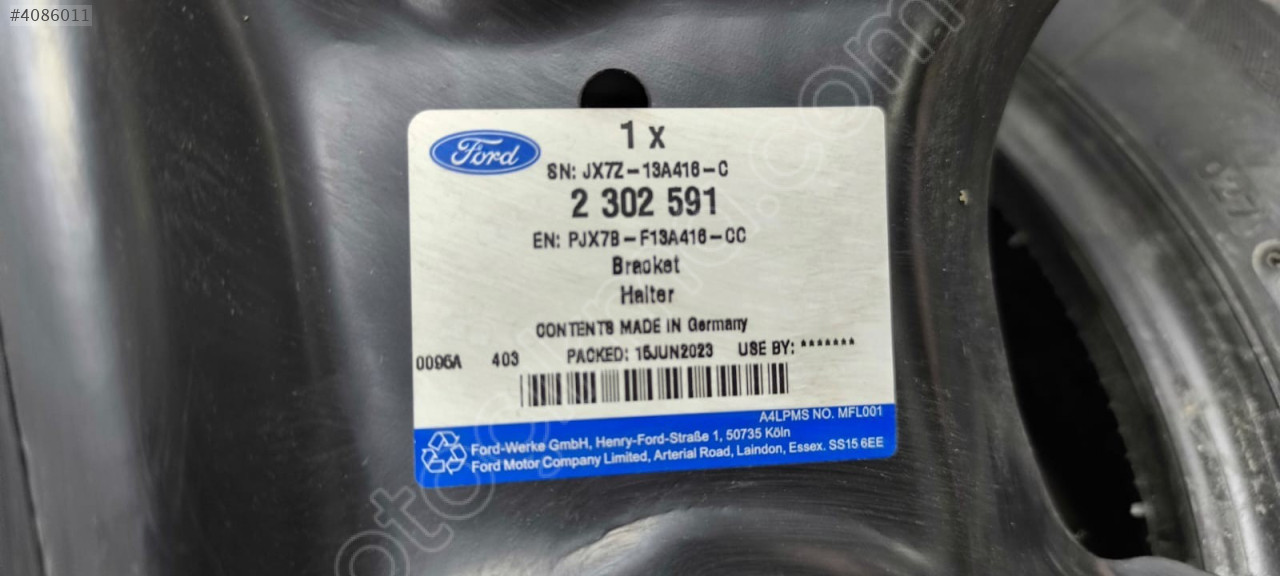 #4086011
1 x
Ford
SN: JX7Z-13A416-C
2 302 591
EN: PJX7B-F13A416-CC
Bracket
Halter
CONTENTS MADE IN Germany
0096A 403 PACKED: 15JUN2023 USE BY: *******
A4LPMS NO. MFL001
Ford-Werke GmbH, Henry-Ford-Straße 1, 50735 Köln
Ford Motor Company Limited, Arterial Road, Laindon, Essex. SS15 6EE